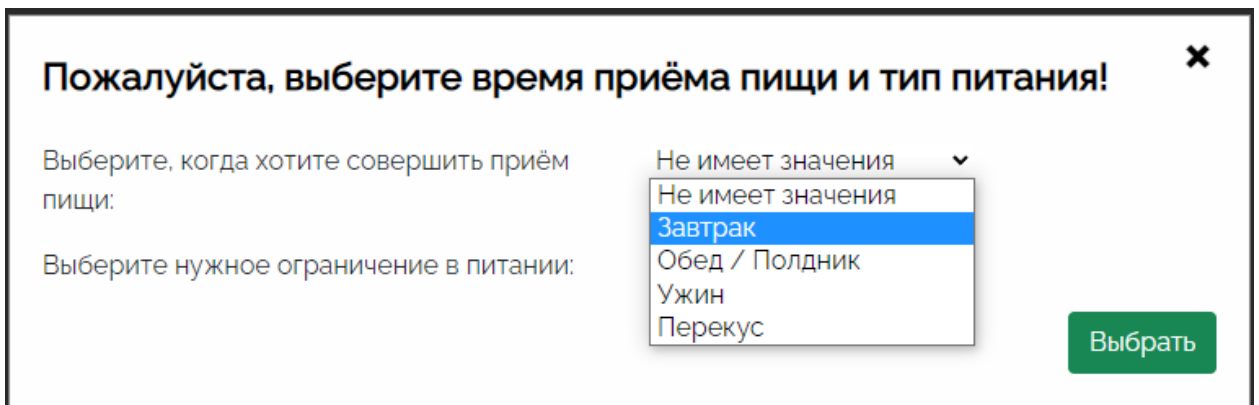 Пожалуйста, выберите время приёма пищи и тип питания!
Выберите, когда хотите совершить приём
пищи:
Не имеет значения
Не имеет значения
Завтрак
Обед / Полдник
Ужин
Перекус
Выберите нужное ограничение в питании:
Выбрать